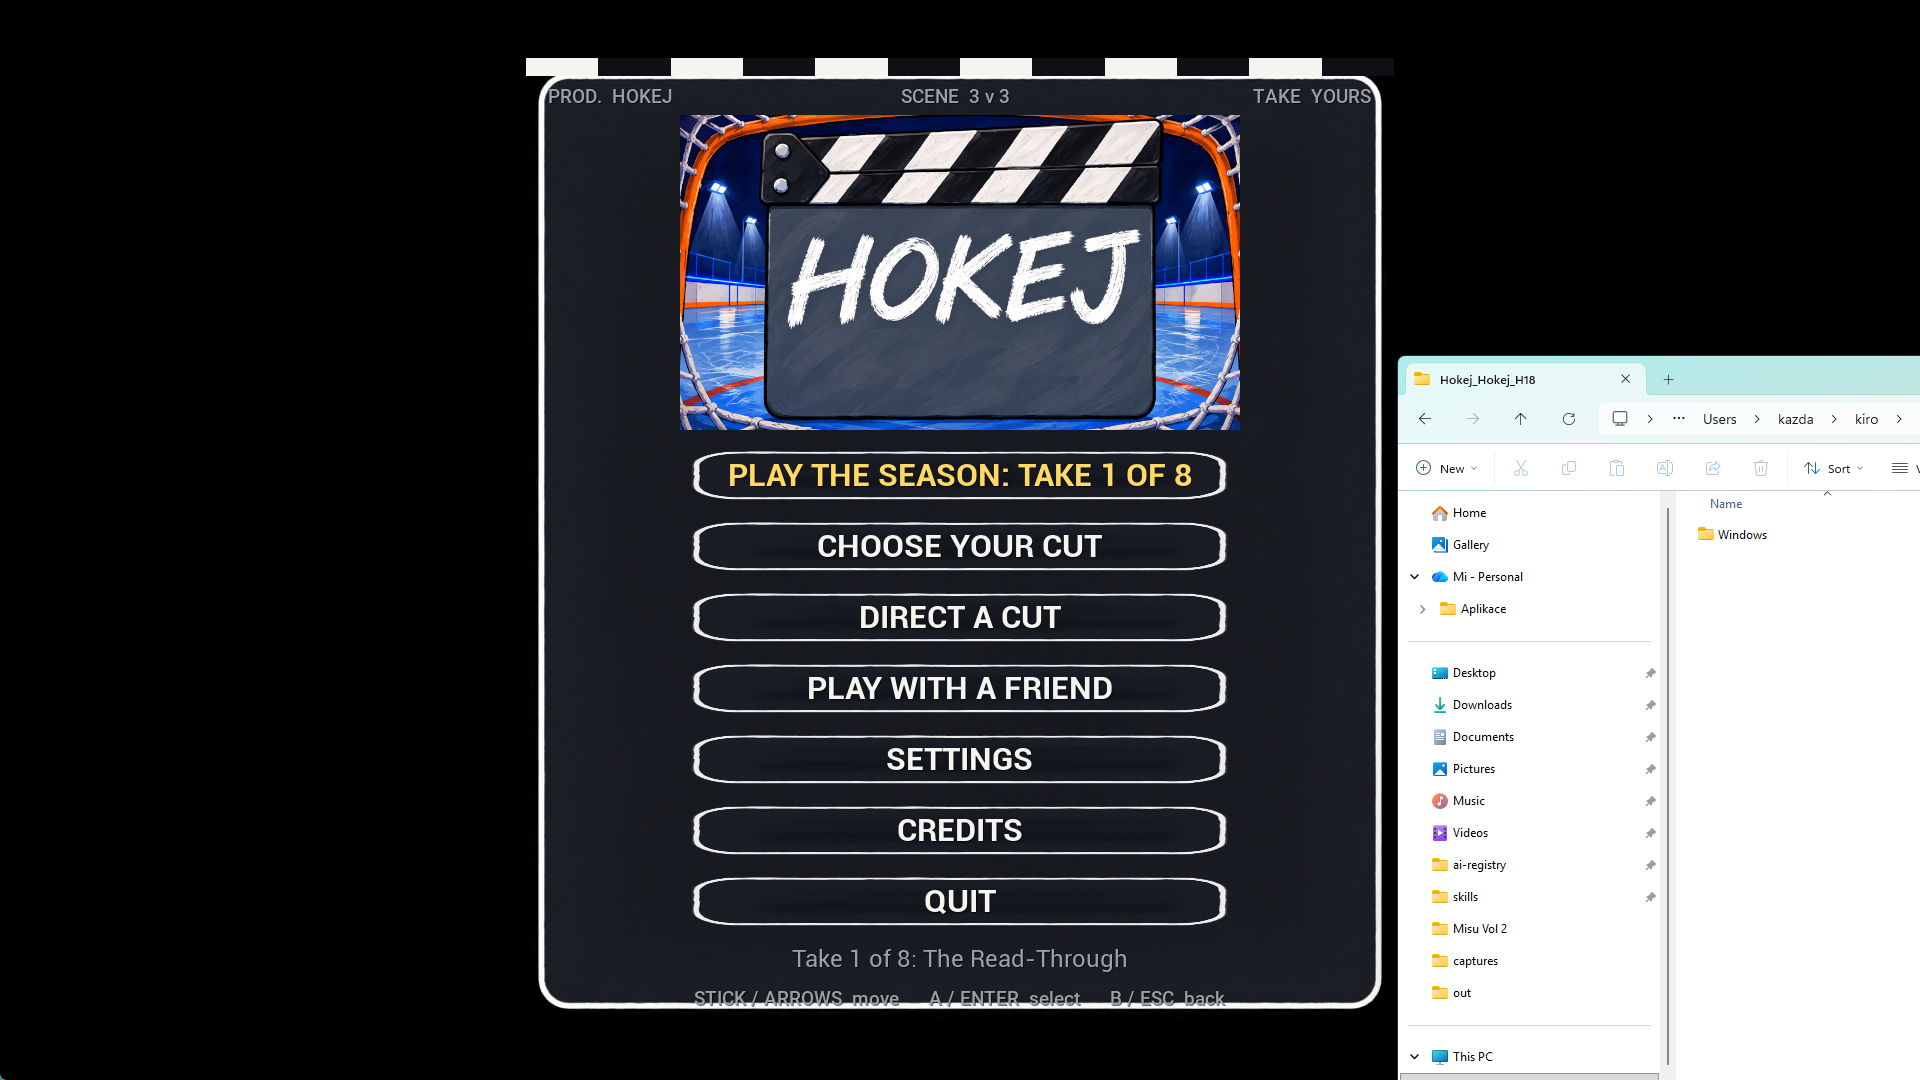 PROD. HOKEJ SCENE 3 v 3 TAKE YOURS
HOKEJ
PLAY THE SEASON: TAKE 1 OF 8
CHOOSE YOUR CUT
DIRECT A CUT
PLAY WITH A FRIEND
SETTINGS
CREDITS
QUIT
Take 1 of 8: The Read-Through
STICK / ARROWS move A / ENTER select B / ESC back
Hokej_Hokej_H18
Users kazda kiro
New Sort
Home
Gallery
Mi - Personal
Aplikace
Desktop
Downloads
Documents
Pictures
Music
Videos
ai-registry
skills
Misu Vol 2
captures
out
This PC
Name
Windows